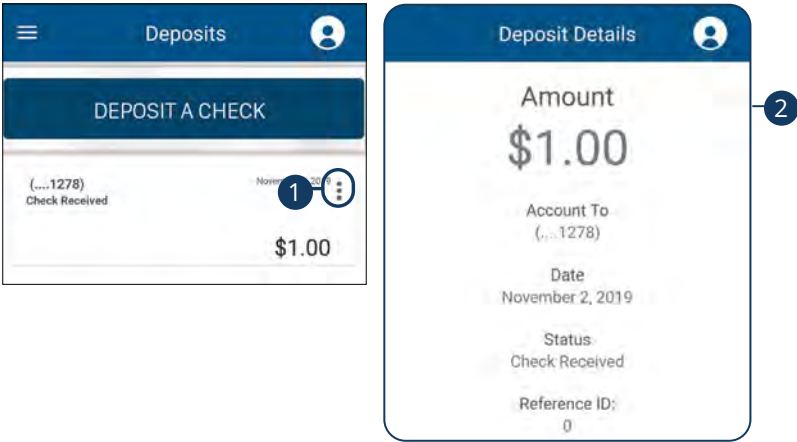 Deposits
DEPOSIT A CHECK
(....1278)
Check Received
1
$1.00
Deposit Details
2
Amount
$1.00
Account To
(....1278)
Date
November 2, 2019
Status
Check Received
Reference ID:
0